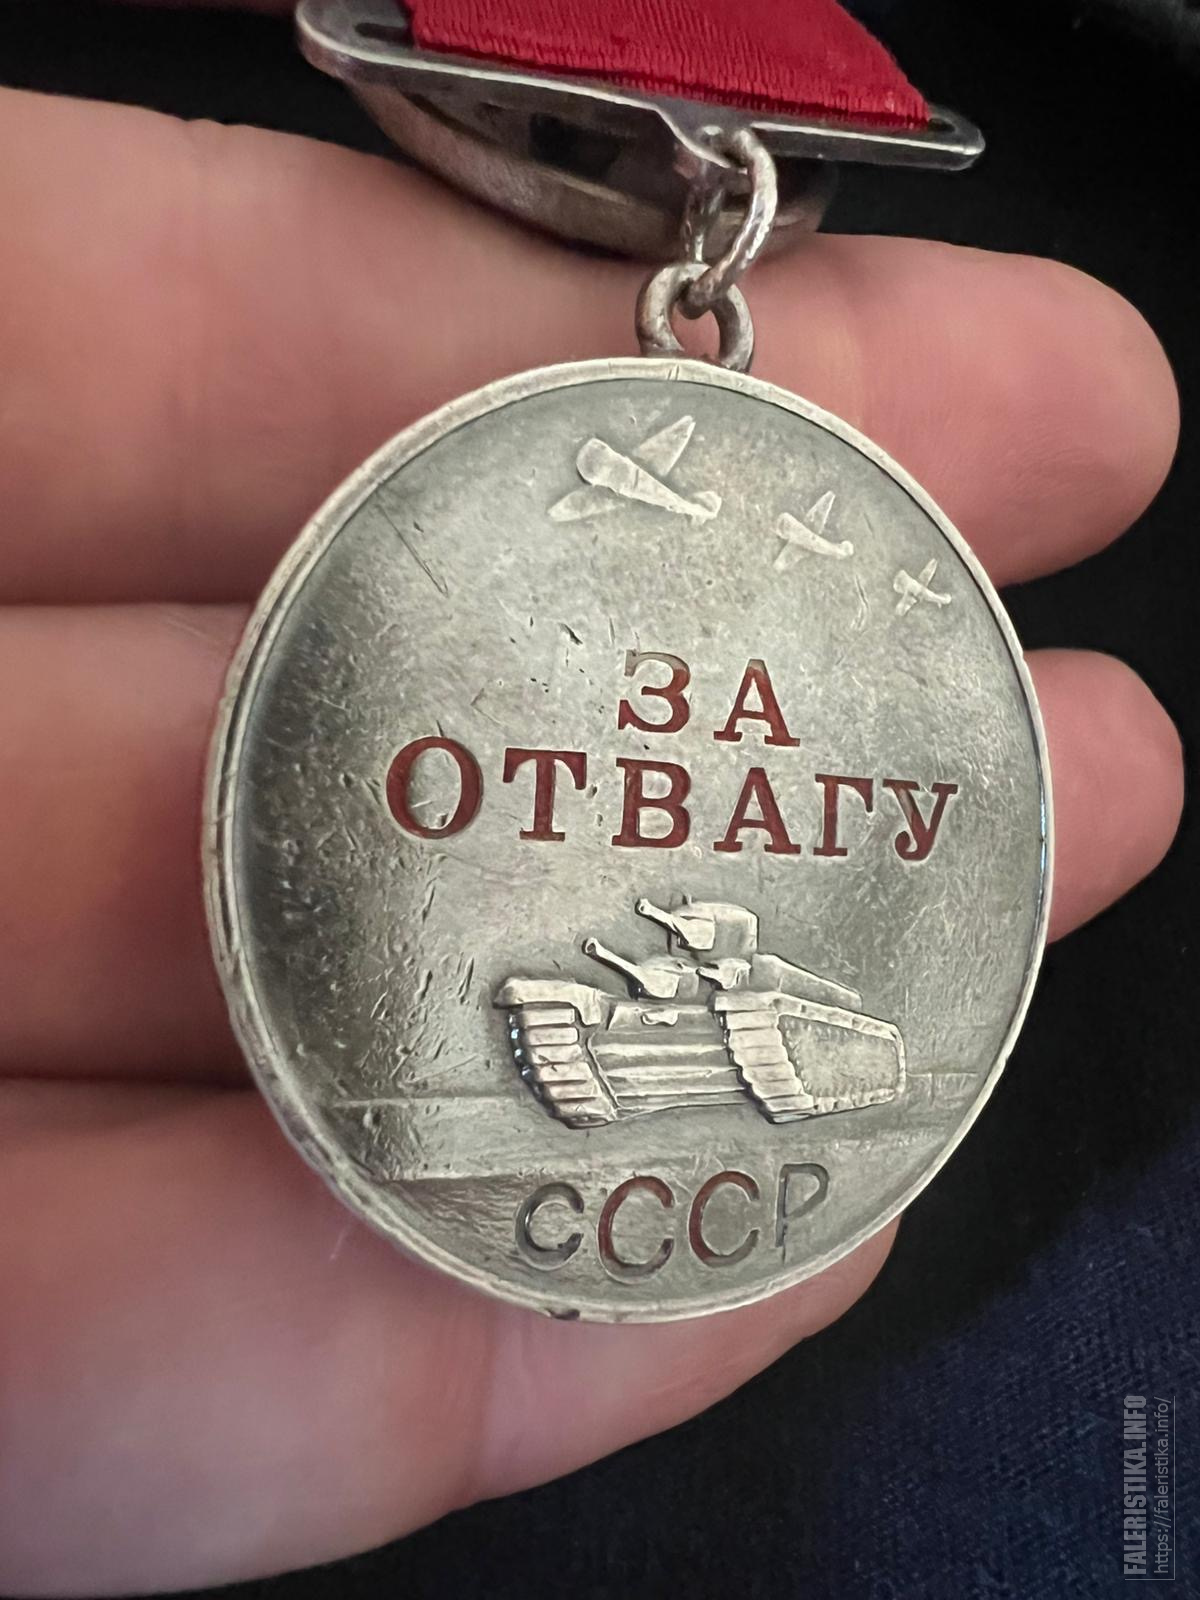 ЗА
ОТВАГУ
СССР
FALERISTIKA.INFO
https://faleristika.info/